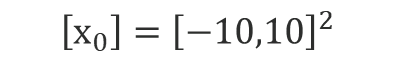 [x₀] = [−10,10]²